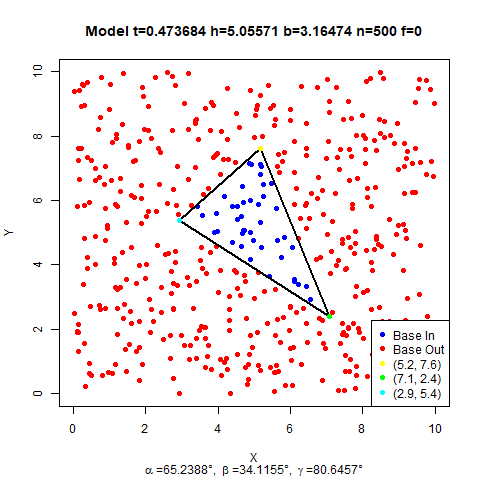 Model t=0.473684 h=5.05571 b=3.16474 n=500 f=0
10
8
6
4
2
0
Y
Base In
Base Out
(5.2, 7.6)
(7.1, 2.4)
(2.9, 5.4)
0 2 4 6 8 10
X
α=65.2388°, β=34.1155°, γ=80.6457°